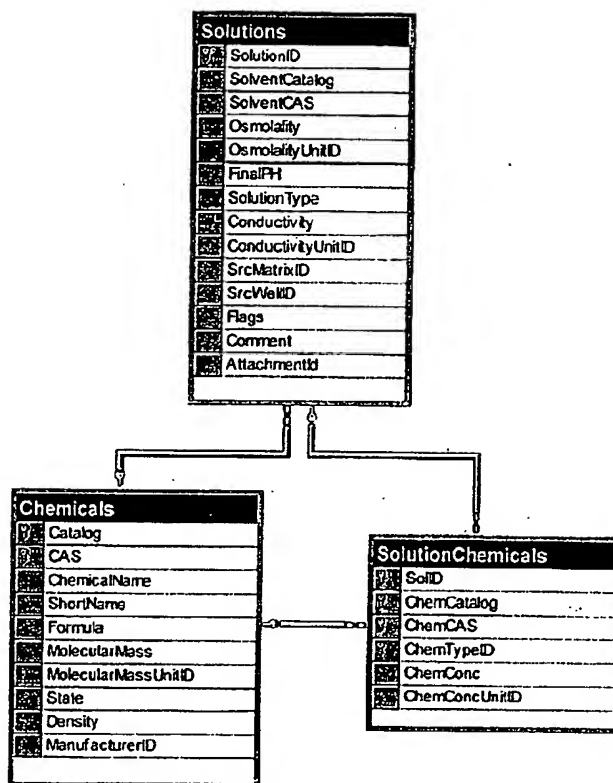 Solutions
SolutionID
SolventCatalog
SolventCAS
Osmolality
OsmolalityUnitID
FinalPH
SolutionType
Conductivity
ConductivityUnitID
SrcMatrixID
SrcWellID
Flags
Comment
AttachmentId
Chemicals
Catalog
CAS
ChemicalName
ShortName
Formula
MolecularMass
MolecularMassUnitID
State
Density
ManufacturerID
SolutionChemicals
SolID
ChemCatalog
ChemCAS
ChemTypeID
ChemConc
ChemConcUnitID